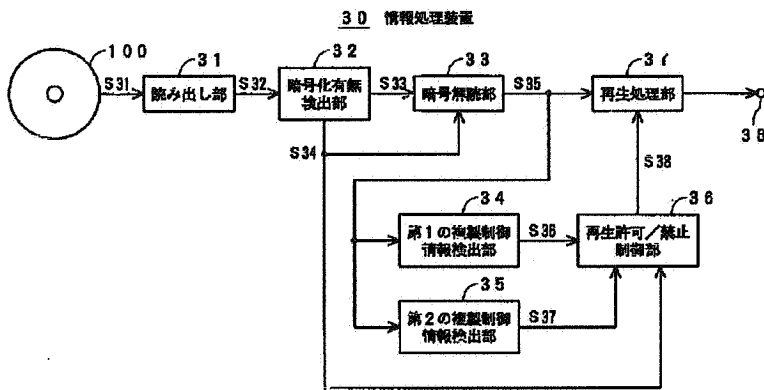 30 情報処理装置
100
31
32
33
37
S31
読み出し部
S32
暗号化有無
検出部
S33
暗号解読部
S35
再生処理部
38
S34
S38
34
36
第1の複製制御
情報検出部
S36
再生許可/禁止
制御部
35
第2の複製制御
情報検出部
S37